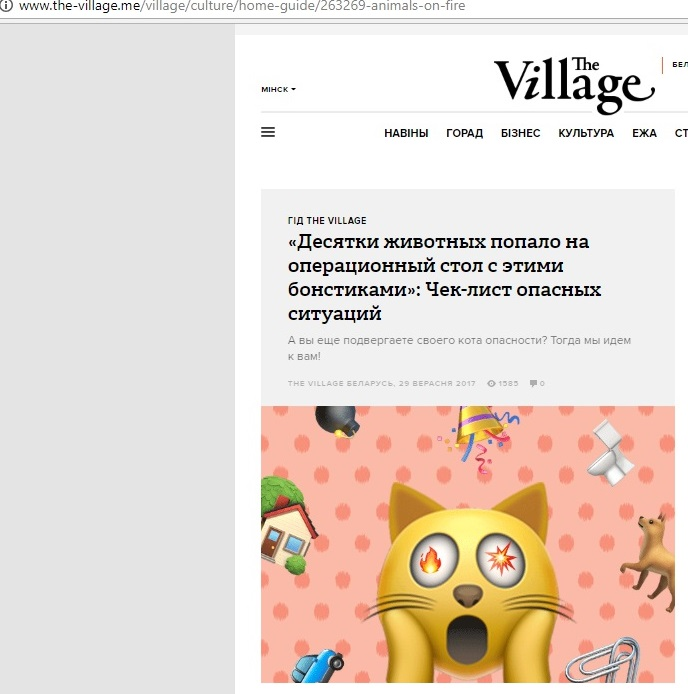 www.the-village.me/village/culture/home-guide/263269-animals-on-fire
The
Village
БЕЛ
МІНСК
НАВІНЫ ГОРАД БІЗНЕС КУЛЬТУРА ЕЖА СТ
ГІД THE VILLAGE
«Десятки животных попало на
операционный стол с этими
бонстиками»: Чек-лист опасных
ситуаций
А вы еще подвергаете своего кота опасности? Тогда мы идем
к вам!
THE VILLAGE БЕЛАРУСЬ, 29 ВЕРАСНЯ 2017 1585 0